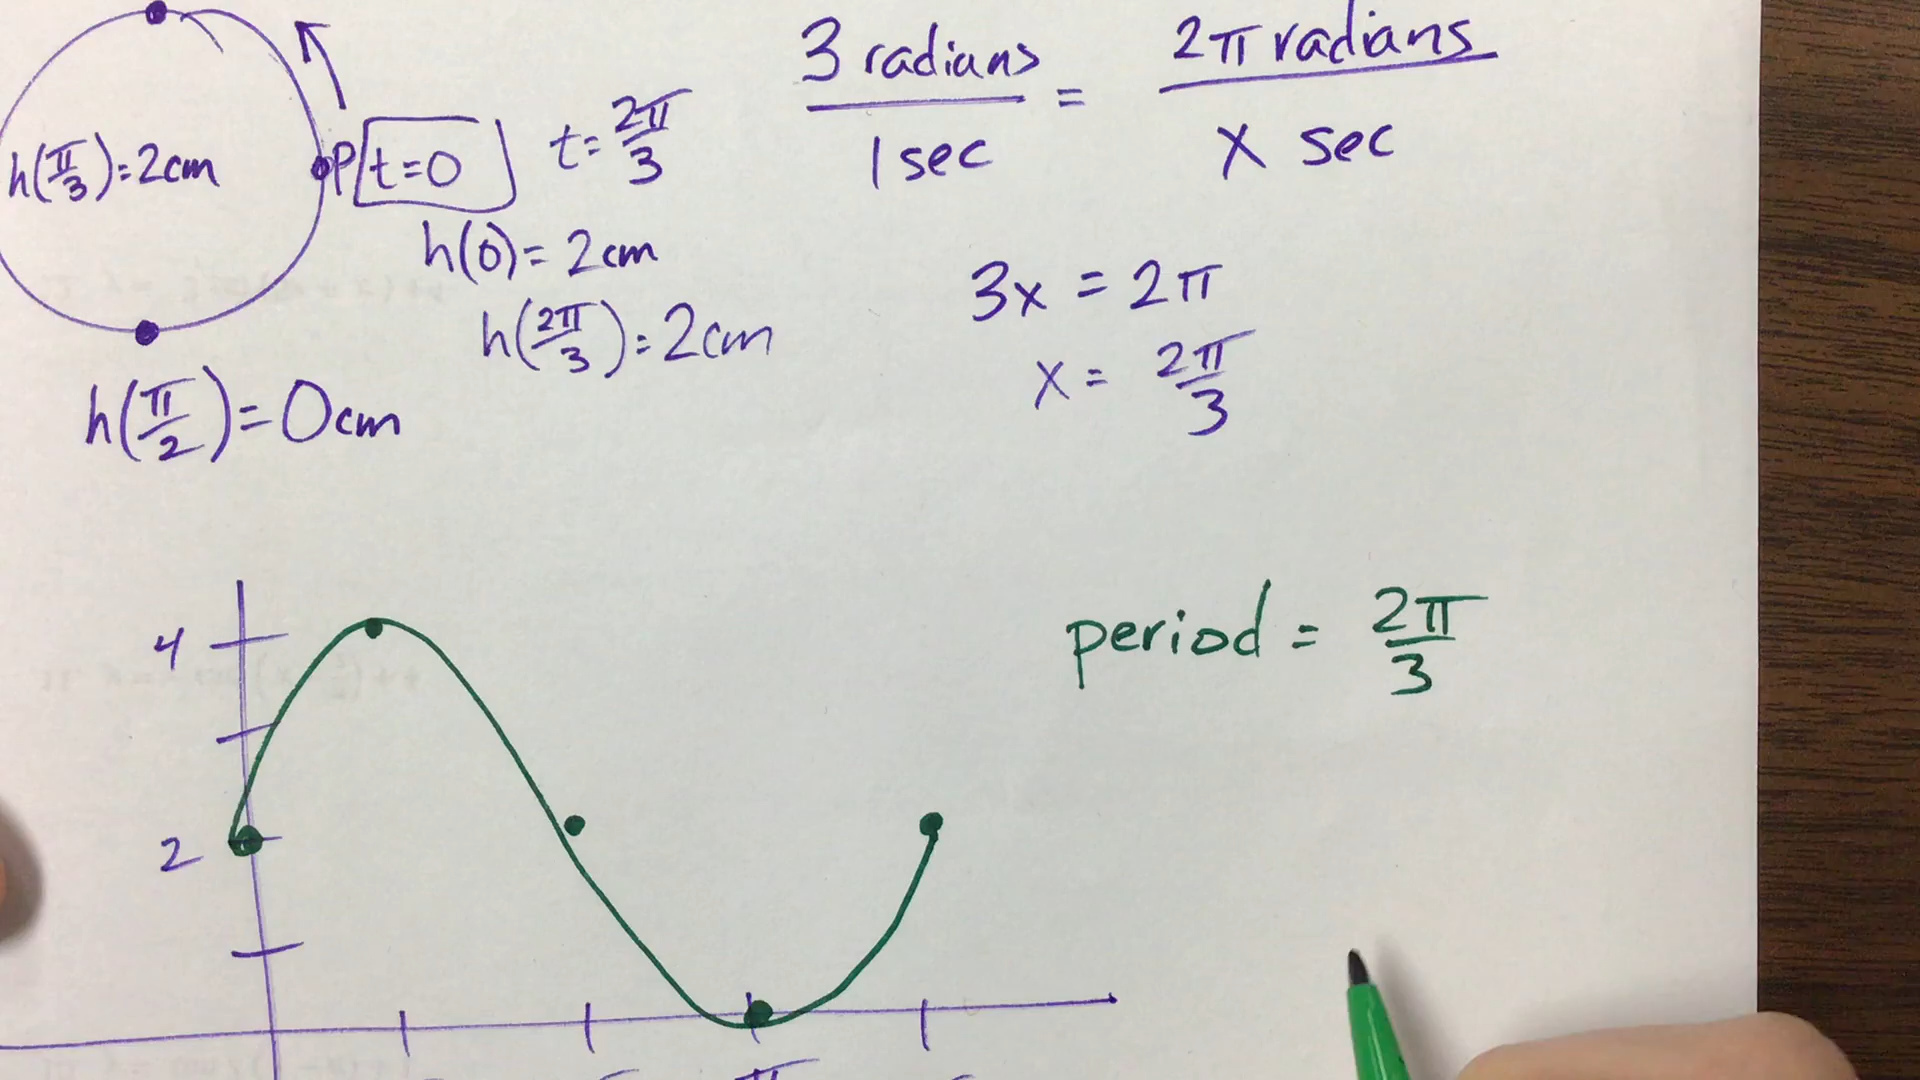 3 radians / 1 sec = 2π radians / x sec
h(π/3)=2cm
P t=0
t=2π/3
h(0)=2cm
h(2π/3)=2cm
3x = 2π
x = 2π/3
h(π/2)=0cm
period = 2π/3
4
2
π